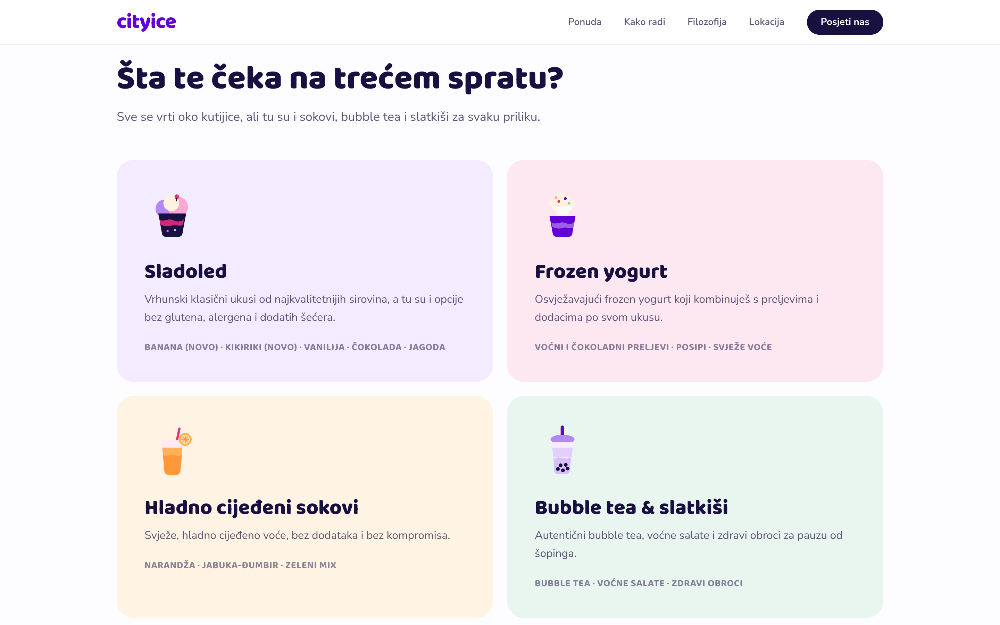 cityice
Ponuda
Kako radi
Filozofija
Lokacija
Posjeti nas
Šta te čeka na trećem spratu?
Sve se vrti oko kutijice, ali tu su i sokovi, bubble tea i slatkiši za svaku priliku.
Sladoled
Vrhunski klasični ukusi od najkvalitetnijih sirovina, a tu su i opcije
bez glutena, alergena i dodatih šećera.
BANANA (NOVO) · KIKIRIKI (NOVO) · VANILIJA · ČOKOLADA · JAGODA
Frozen yogurt
Osvježavajući frozen yogurt koji kombinuješ s preljevima i
dodacima po svom ukusu.
VOĆNI I ČOKOLADNI PRELJEVI · POSIPI · SVJEŽE VOĆE
Hladno cijeđeni sokovi
Svježe, hladno cijeđeno voće, bez dodataka i bez kompromisa.
NARANDŽA · JABUKA-ĐUMBIR · ZELENI MIX
Bubble tea & slatkiši
Autentični bubble tea, voćne salate i zdravi obroci za pauzu od
šopinga.
BUBBLE TEA · VOĆNE SALATE · ZDRAVI OBROCI